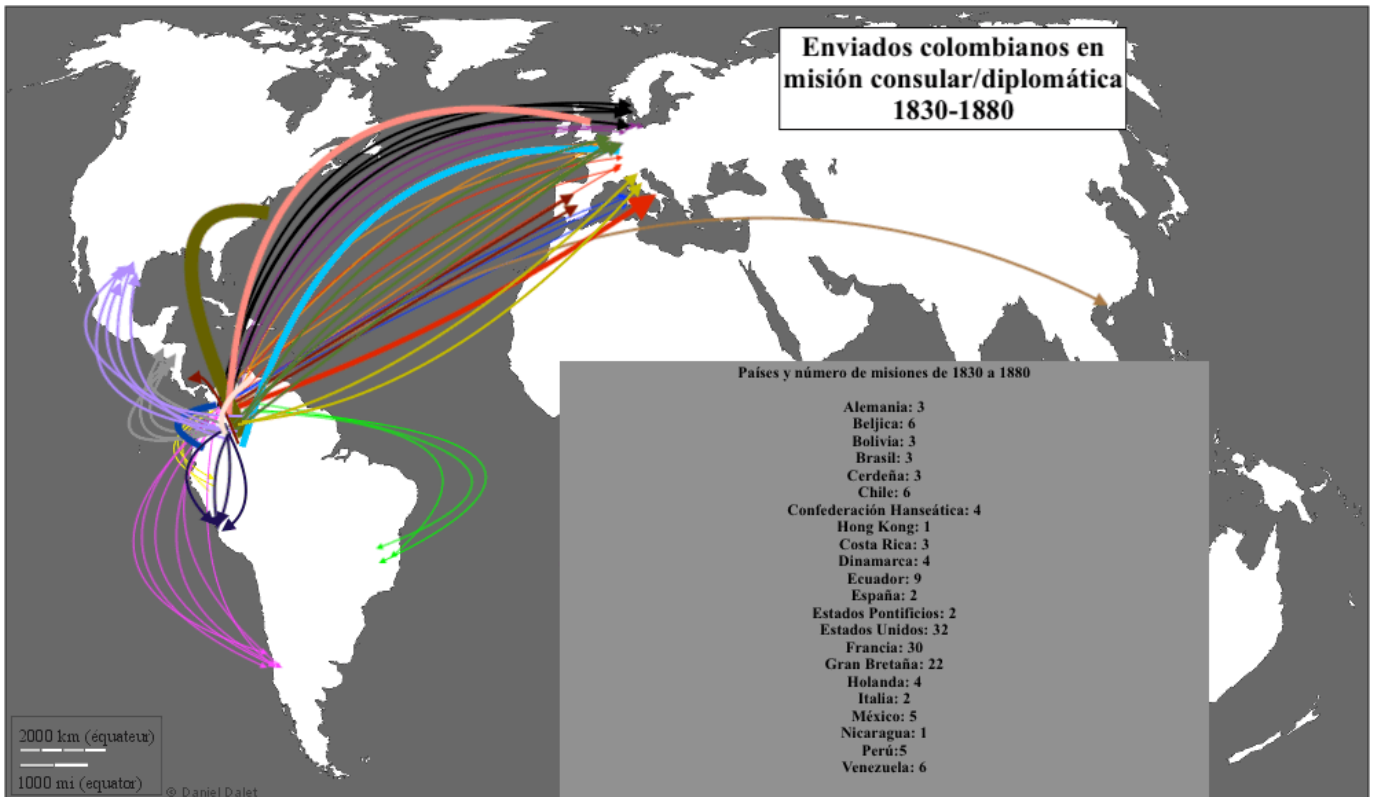 Enviados colombianos en
misión consular/diplomática
1830-1880
Países y número de misiones de 1830 a 1880
Alemania: 3
Beljica: 6
Bolivia: 3
Brasil: 3
Cerdeña: 3
Chile: 6
Confederación Hanseática: 4
Hong Kong: 1
Costa Rica: 3
Dinamarca: 4
Ecuador: 9
España: 2
Estados Pontificios: 2
Estados Unidos: 32
Francia: 30
Gran Bretaña: 22
Holanda: 4
Italia: 2
México: 5
Nicaragua: 1
Perú:5
Venezuela: 6
2000 km (équateur)
1000 mi (equator)
© Daniel Dalet